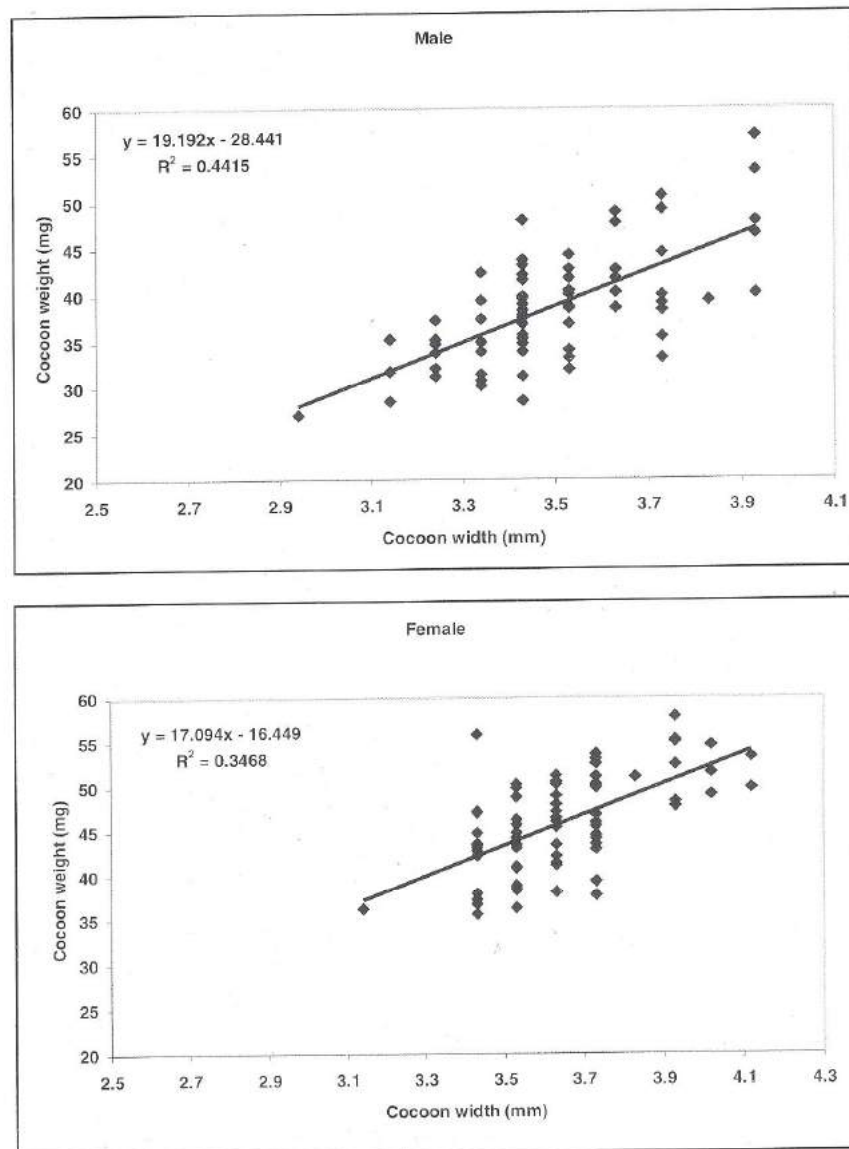 Male
60
55
50
45
40
35
30
25
20
y = 19.192x - 28.441
R² = 0.4415
Cocoon weight (mg)
2.5 2.7 2.9 3.1 3.3 3.5 3.7 3.9 4.1
Cocoon width (mm)
Female
60
55
50
45
40
35
30
25
20
y = 17.094x - 16.449
R² = 0.3468
Cocoon weight (mg)
2.5 2.7 2.9 3.1 3.3 3.5 3.7 3.9 4.1 4.3
Cocoon width (mm)